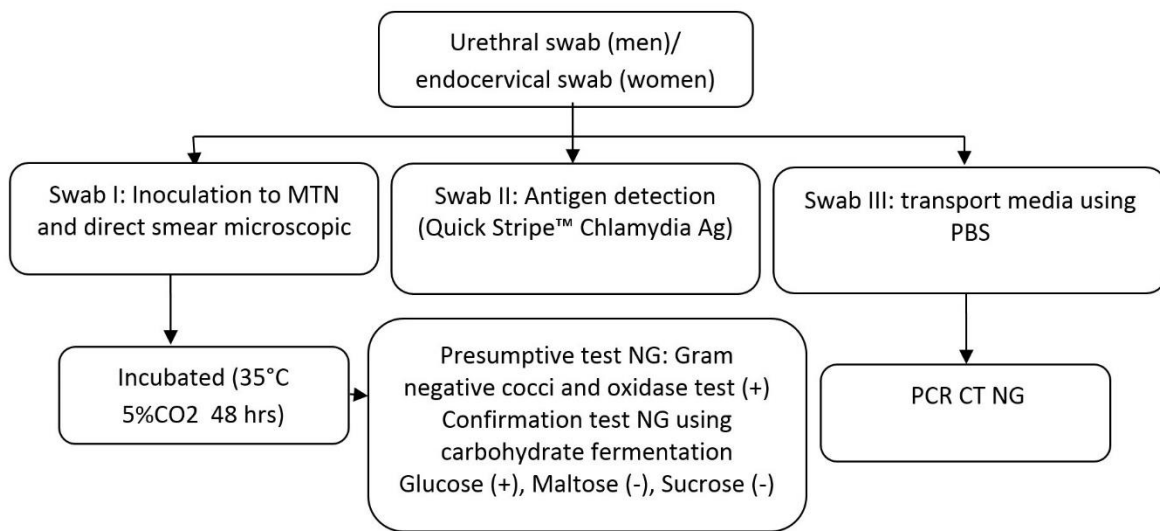 Urethral swab (men)/
endocervical swab (women)
Swab I: Inoculation to MTN
and direct smear microscopic
Swab II: Antigen detection
(Quick Stripe™ Chlamydia Ag)
Swab III: transport media using
PBS
Incubated (35°C
5%CO2 48 hrs)
Presumptive test NG: Gram
negative cocci and oxidase test (+)
Confirmation test NG using
carbohydrate fermentation
Glucose (+), Maltose (-), Sucrose (-)
PCR CT NG